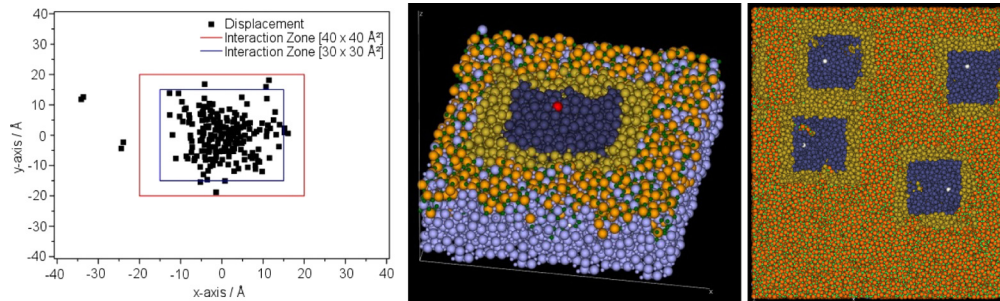 Displacement
Interaction Zone [40 x 40 Å²]
Interaction Zone [30 x 30 Å²]
40
30
20
10
0
-10
-20
-30
-40
y-axis / Å
-40
-30
-20
-10
0
10
20
30
40
x-axis / Å
z
x